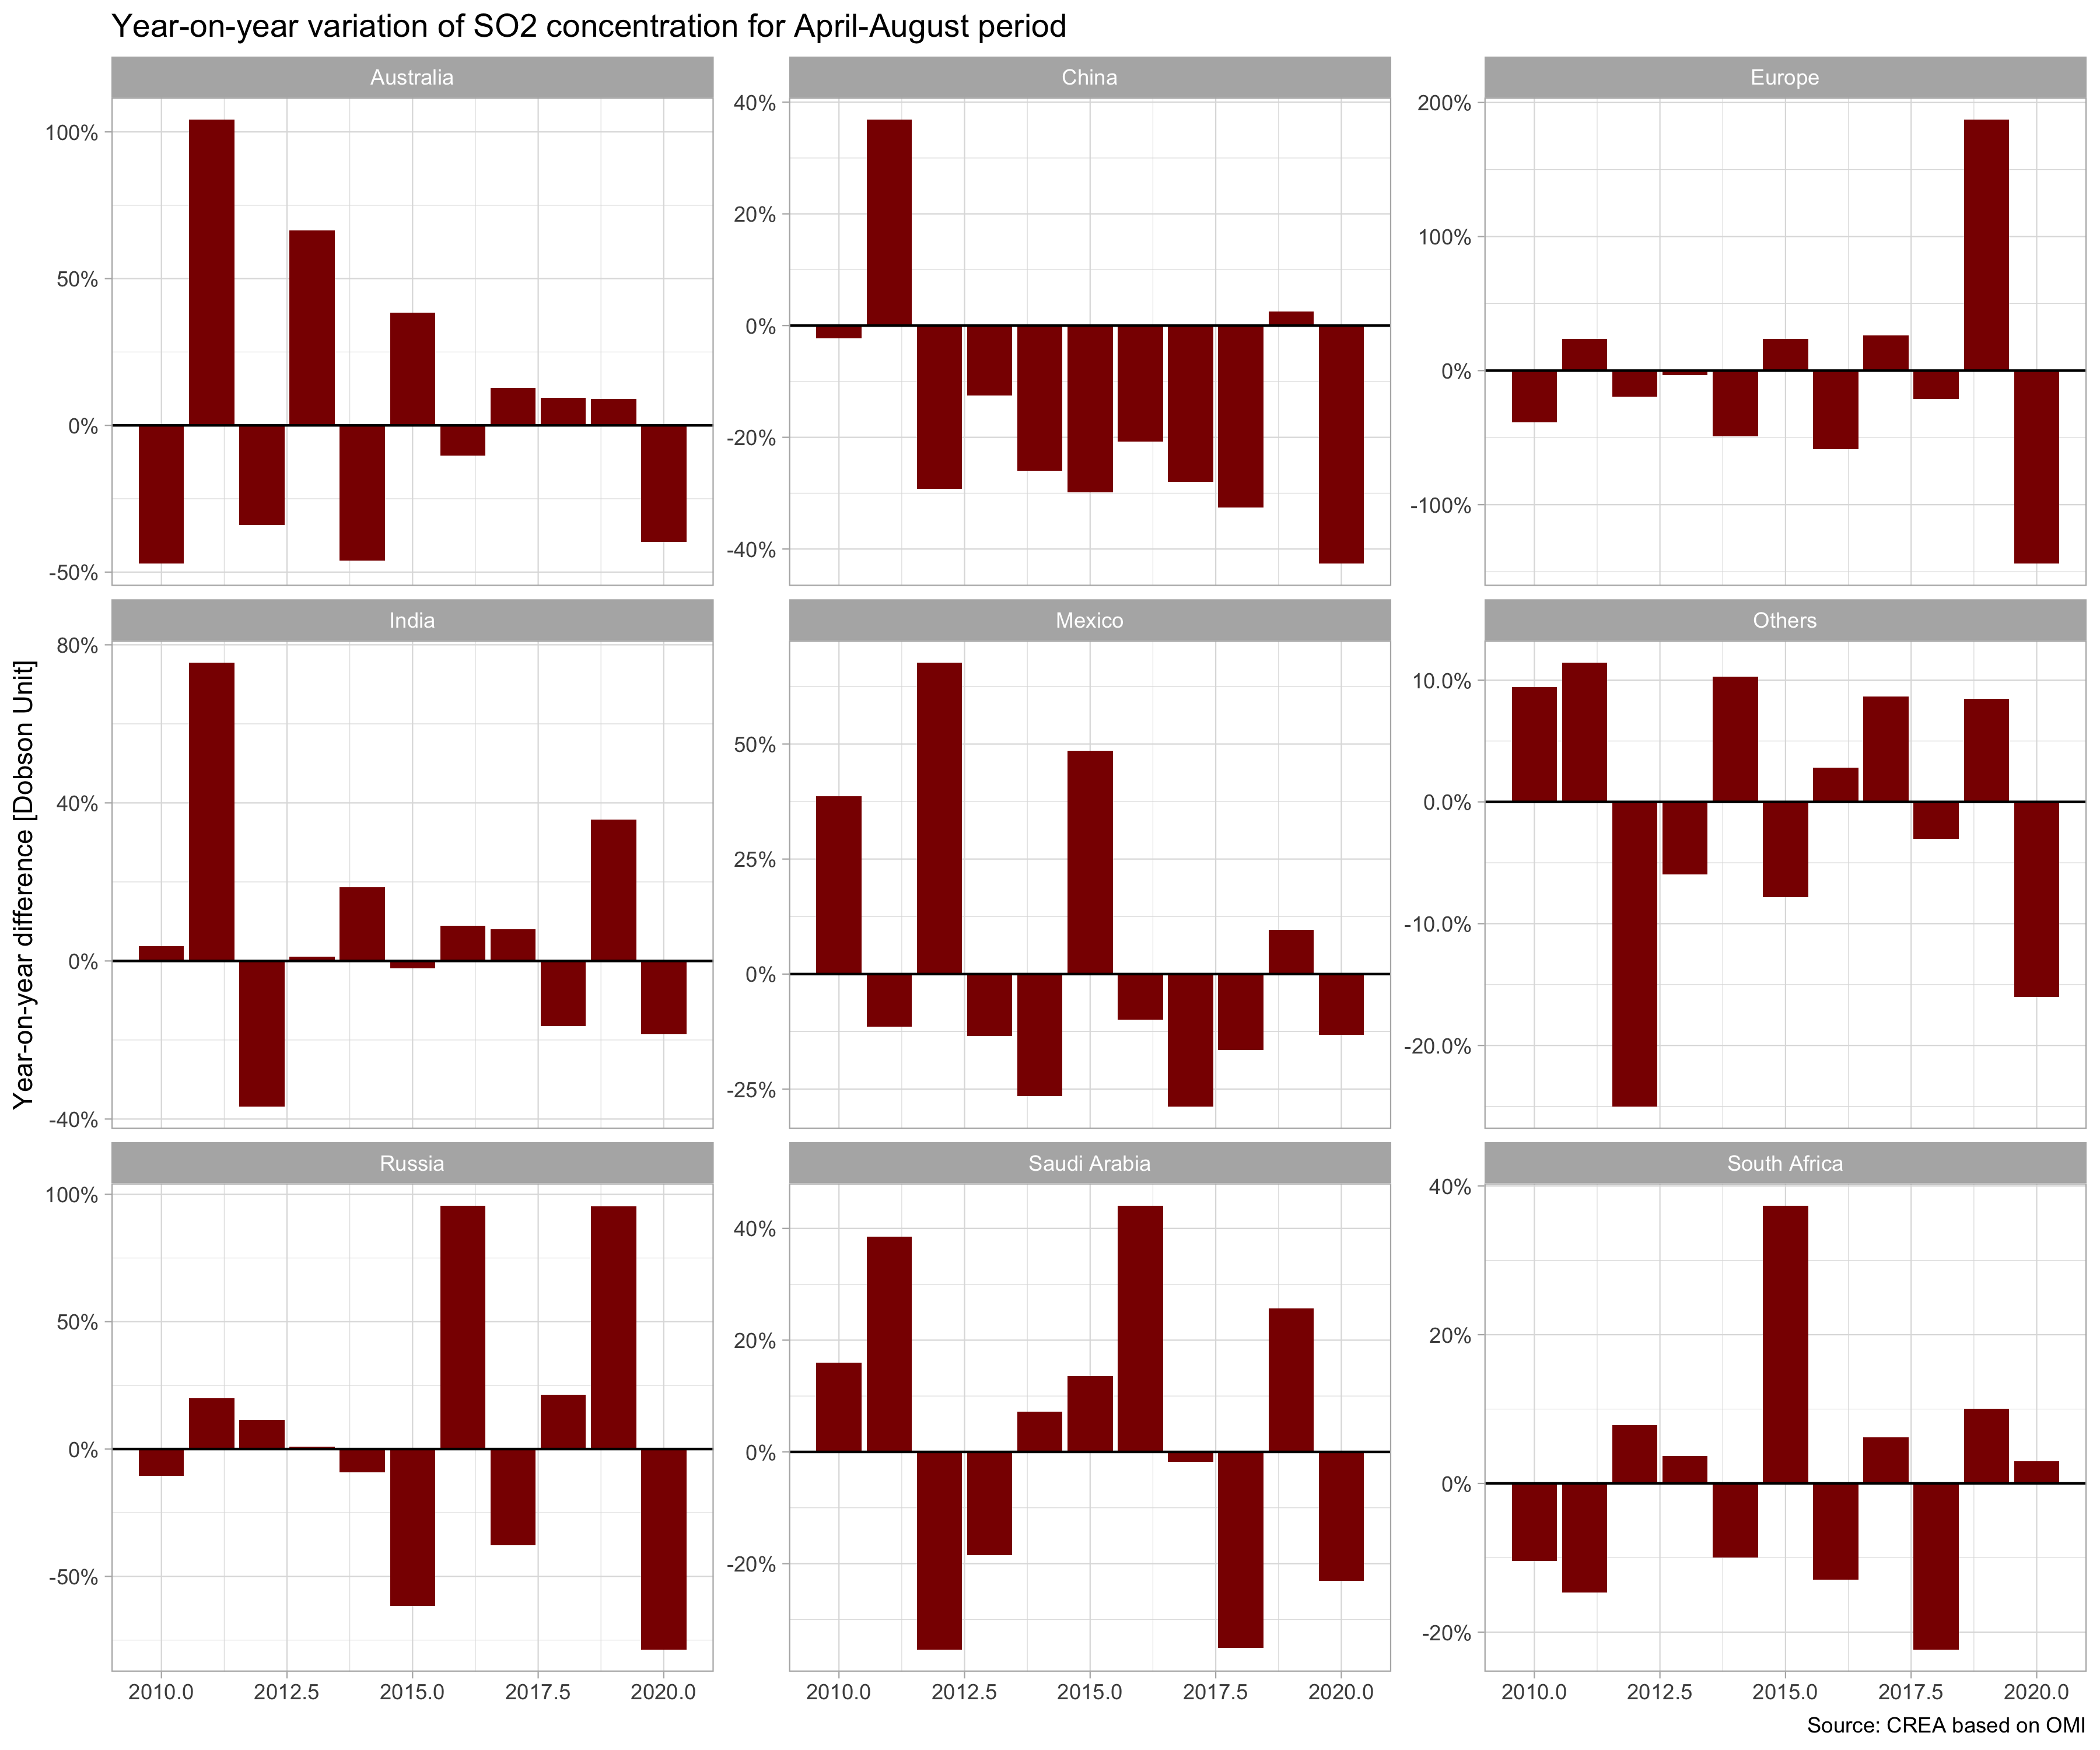 Year-on-year variation of SO2 concentration for April-August period
Australia
China
Europe
100%
50%
0%
-50%
40%
20%
0%
-20%
-40%
200%
100%
0%
-100%
Year-on-year difference [Dobson Unit]
India
Mexico
Others
80%
40%
0%
-40%
50%
25%
0%
-25%
10.0%
0.0%
-10.0%
-20.0%
Russia
Saudi Arabia
South Africa
100%
50%
0%
-50%
40%
20%
0%
-20%
40%
20%
0%
-20%
2010.0 2012.5 2015.0 2017.5 2020.0
2010.0 2012.5 2015.0 2017.5 2020.0
2010.0 2012.5 2015.0 2017.5 2020.0
Source: CREA based on OMI